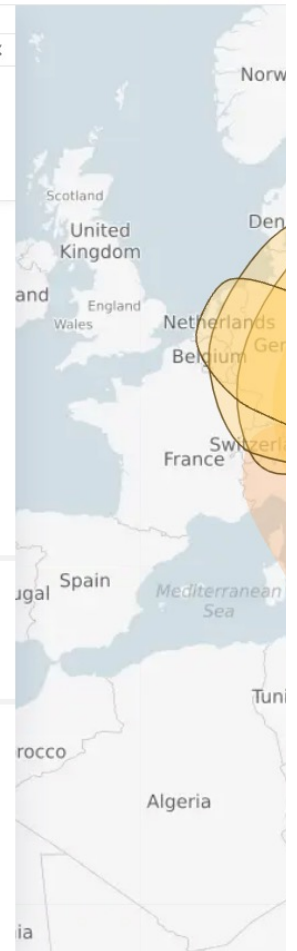 Norw
Scotland
United
Kingdom
Den
and
England
Wales
Netherlands
Belgium
Ger
Switzerl
France
Spain
ugal
Mediterranean
Sea
Tuni
rocco
Algeria
ia